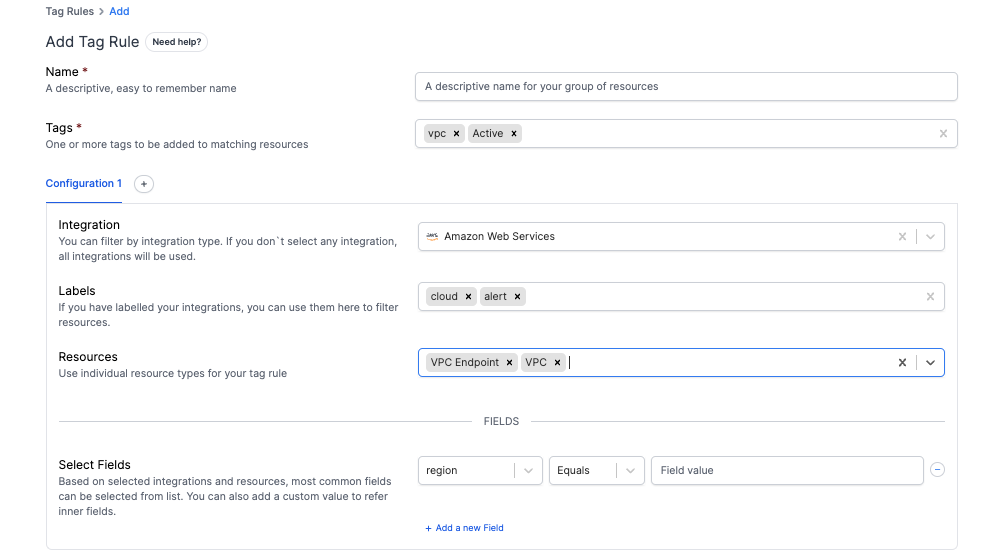 Tag Rules > Add
Add Tag Rule Need help?
Name *
A descriptive, easy to remember name
A descriptive name for your group of resources
Tags *
One or more tags to be added to matching resources
vpc × Active ×
Configuration 1 +
Integration
You can filter by integration type. If you don`t select any integration,
all integrations will be used.
aws Amazon Web Services
Labels
If you have labelled your integrations, you can use them here to filter
resources.
cloud × alert ×
Resources
Use individual resource types for your tag rule
VPC Endpoint × VPC ×
FIELDS
Select Fields
Based on selected integrations and resources, most common fields
can be selected from list. You can also add a custom value to refer
inner fields.
region Equals Field value
+ Add a new Field